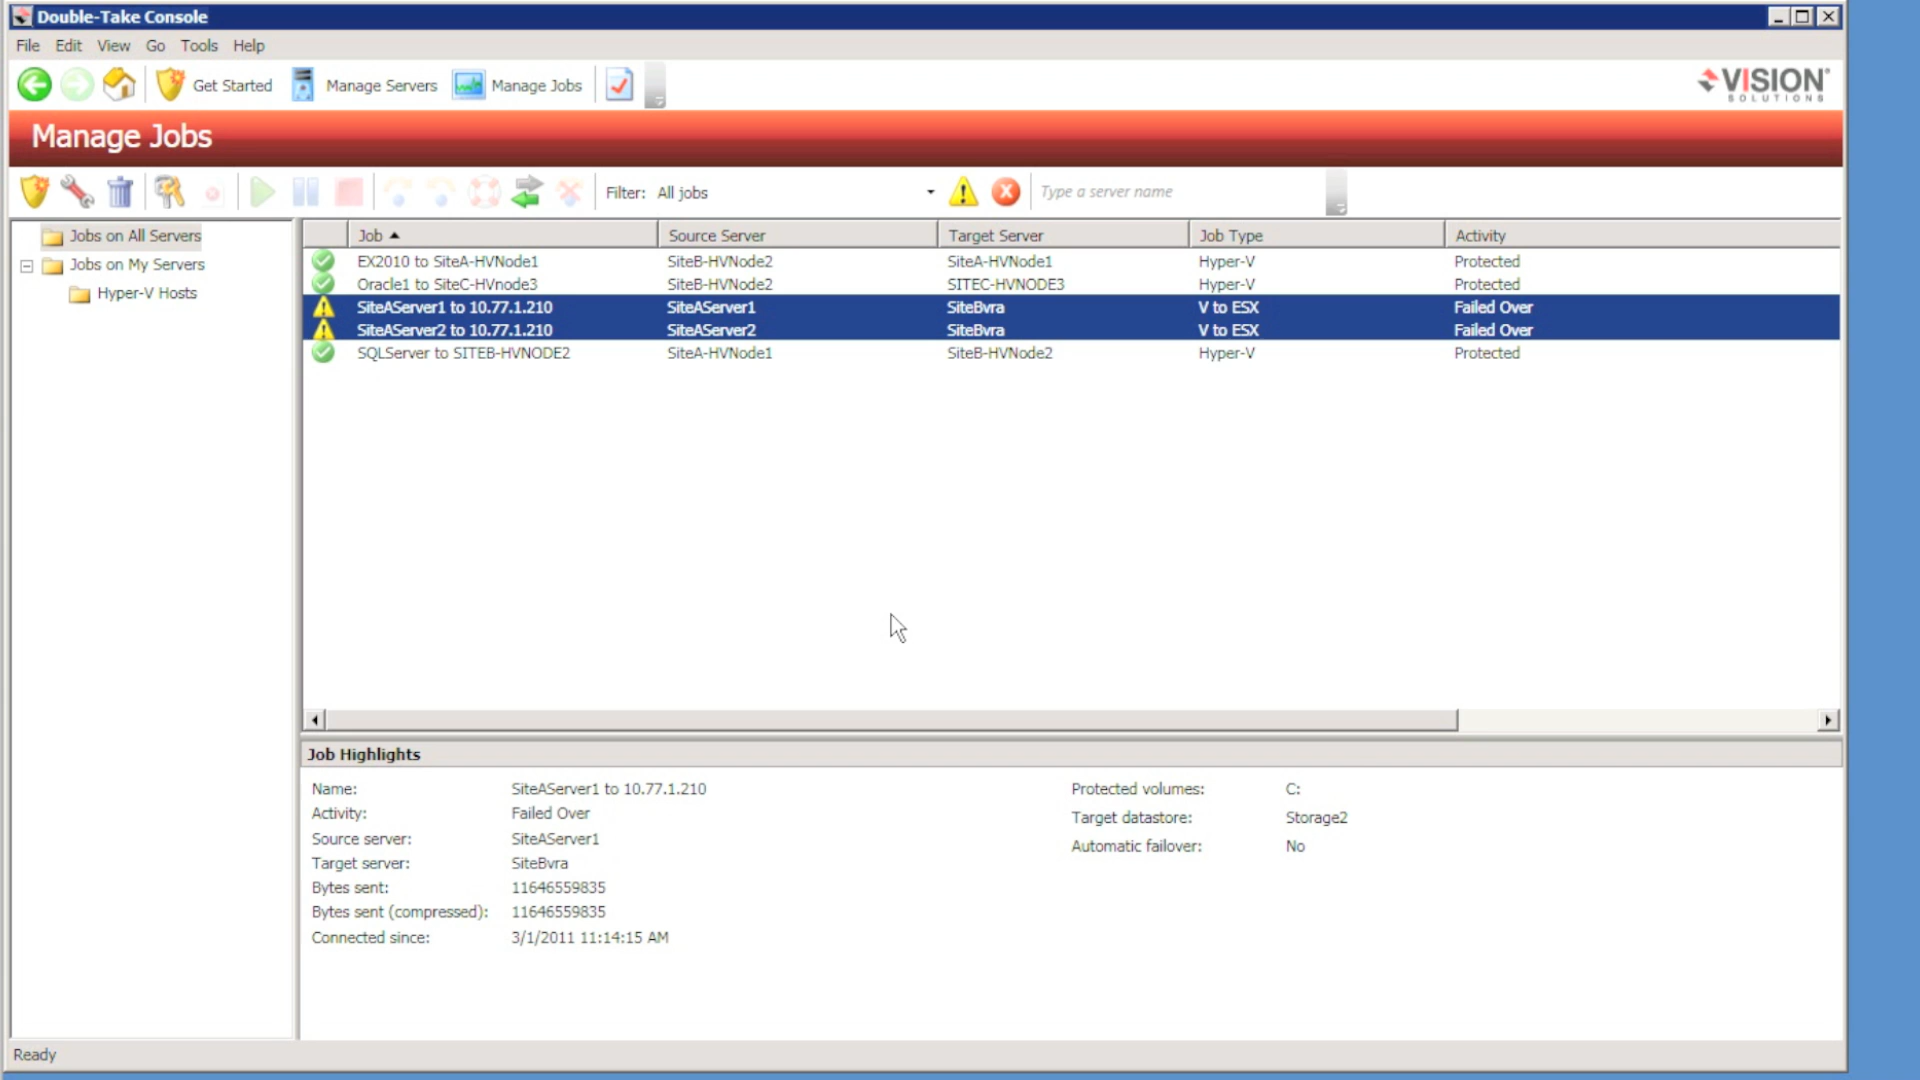 Double-Take Console
File Edit View Go Tools Help
Get Started Manage Servers Manage Jobs
VISION
SOLUTIONS
Manage Jobs
Filter: All jobs Type a server name
Jobs on All Servers
Jobs on My Servers
Hyper-V Hosts
Job Source Server Target Server Job Type Activity
EX2010 to SiteA-HVNode1 SiteB-HVNode2 SiteA-HVNode1 Hyper-V Protected
Oracle1 to SiteC-HVnode3 SiteB-HVNode2 SITEC-HVNODE3 Hyper-V Protected
SiteAServer1 to 10.77.1.210 SiteAServer1 SiteBvra V to ESX Failed Over
SiteAServer2 to 10.77.1.210 SiteAServer2 SiteBvra V to ESX Failed Over
SQLServer to SITEB-HVNODE2 SiteA-HVNode1 SiteB-HVNode2 Hyper-V Protected
Job Highlights
Name: SiteAServer1 to 10.77.1.210 Protected volumes: C:
Activity: Failed Over Target datastore: Storage2
Source server: SiteAServer1 Automatic failover: No
Target server: SiteBvra
Bytes sent: 11646559835
Bytes sent (compressed): 11646559835
Connected since: 3/1/2011 11:14:15 AM
Ready